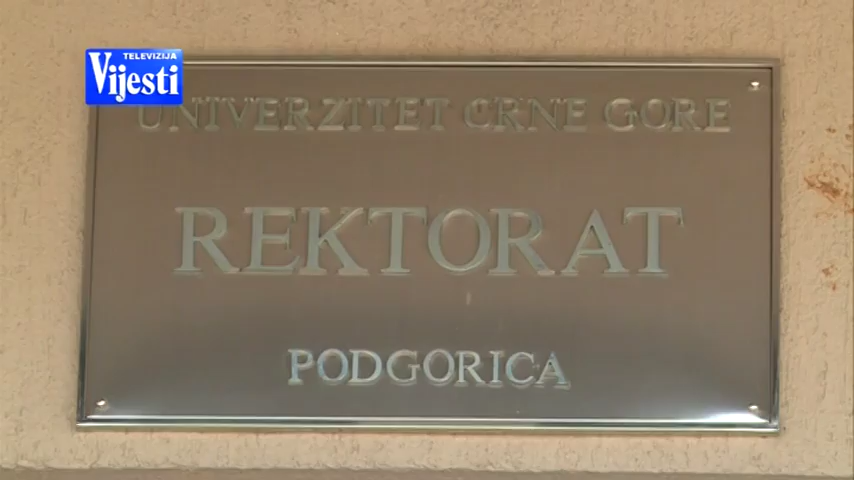 TELEVIZIJA
Vijesti
UNIVERZITET CRNE GORE
REKTORAT
PODGORICA